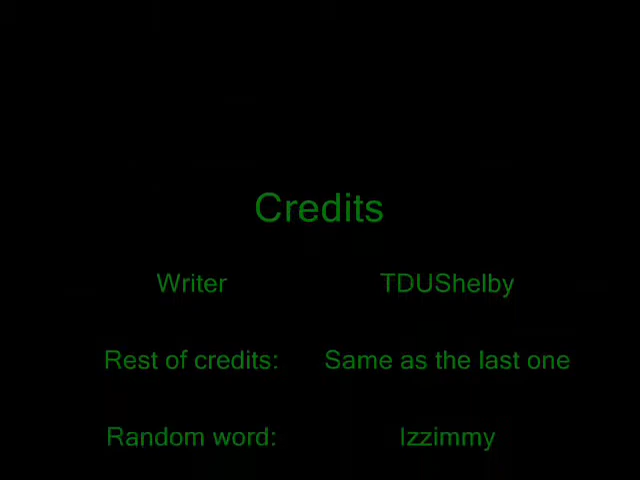 Credits
Writer TDUShelby
Rest of credits: Same as the last one
Random word: Izzimmy